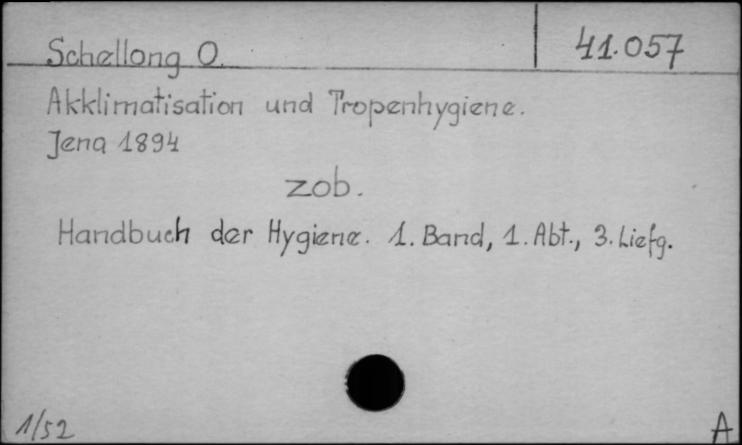 Schellong O.
41.057
Akklimatisation und Tropenhygiene.
Jena 1894
zob.
Handbuch der Hygiene. 1. Band, 1. Abt., 3. Liefg.
1/52
A